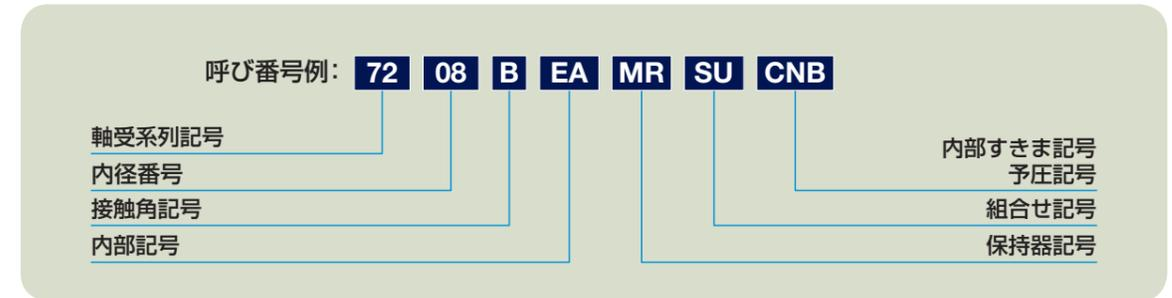 呼び番号例： 72 08 B EA MR SU CNB
軸受系列記号
内径番号
接触角記号
内部記号
内部すきま記号
予圧記号
組合せ記号
保持器記号